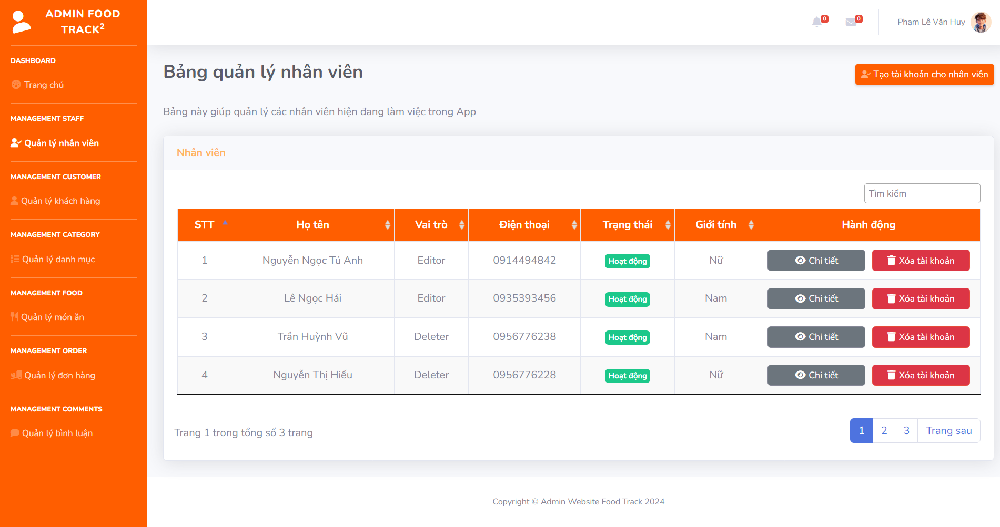 ADMIN FOOD
TRACK²
DASHBOARD
Trang chủ
MANAGEMENT STAFF
Quản lý nhân viên
MANAGEMENT CUSTOMER
Quản lý khách hàng
MANAGEMENT CATEGORY
Quản lý danh mục
MANAGEMENT FOOD
Quản lý món ăn
MANAGEMENT ORDER
Quản lý đơn hàng
MANAGEMENT COMMENTS
Quản lý bình luận
0 0 Phạm Lê Văn Huy
Bảng quản lý nhân viên
Tạo tài khoản cho nhân viên
Bảng này giúp quản lý các nhân viên hiện đang làm việc trong App
Nhân viên
Tìm kiếm
STT Họ tên Vai trò Điện thoại Trạng thái Giới tính Hành động
1 Nguyễn Ngọc Tú Anh Editor 0914494842 Hoạt động Nữ Chi tiết Xóa tài khoản
2 Lê Ngọc Hải Editor 0935393456 Hoạt động Nam Chi tiết Xóa tài khoản
3 Trần Huỳnh Vũ Deleter 0956776238 Hoạt động Nam Chi tiết Xóa tài khoản
4 Nguyễn Thị Hiếu Deleter 0956776228 Hoạt động Nữ Chi tiết Xóa tài khoản
Trang 1 trong tổng số 3 trang
1 2 3 Trang sau
Copyright © Admin Website Food Track 2024